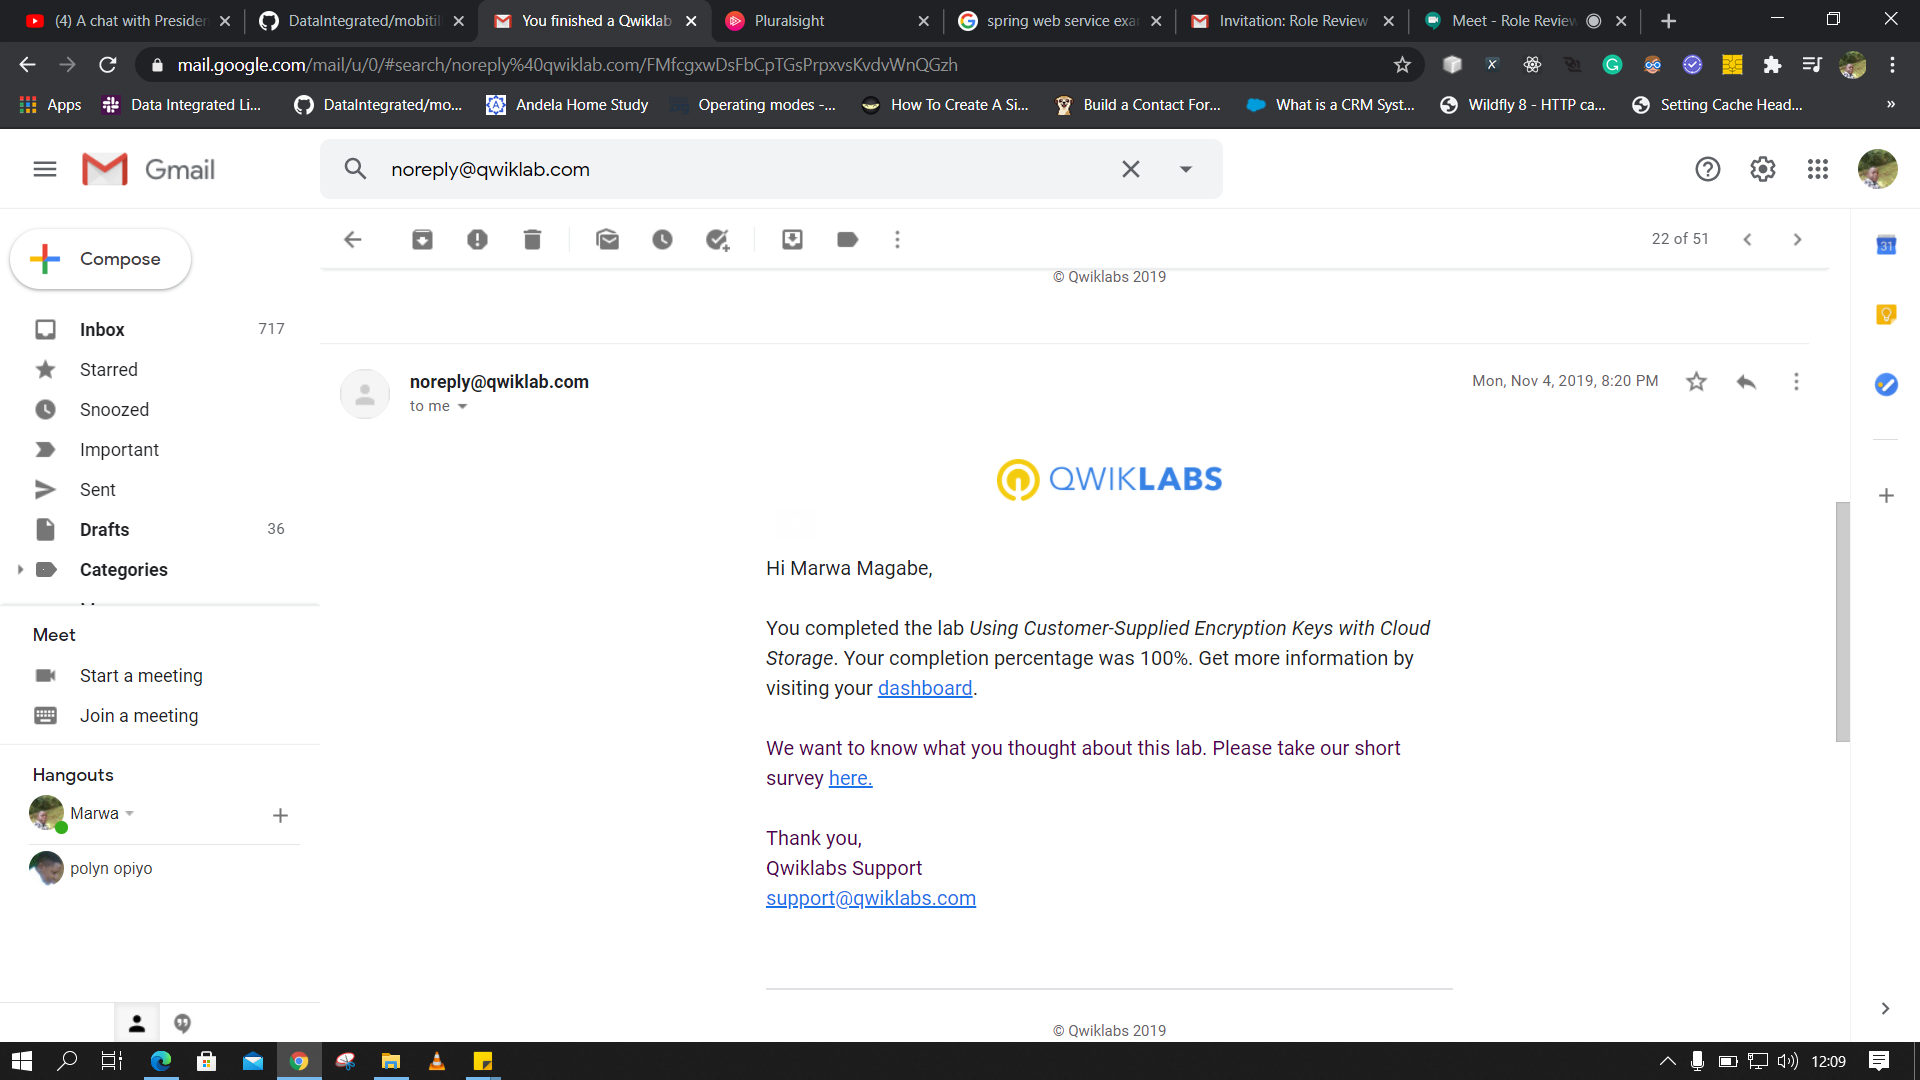 (4) A chat with Presiden
DataIntegrated/mobitil
You finished a Qwiklab
Pluralsight
spring web service exa
Invitation: Role Review
Meet - Role Review
mail.google.com/mail/u/0/#search/noreply%40qwiklab.com/FMfcgxwDsFbCpTGsPrpxvsKvdvWnQGzh
Apps
Data Integrated Li...
DataIntegrated/mo...
Andela Home Study
Operating modes -...
How To Create A Si...
Build a Contact For...
What is a CRM Syst...
Wildfly 8 - HTTP ca...
Setting Cache Head...
»
Gmail
noreply@qwiklab.com
Compose
22 of 51
31
© Qwiklabs 2019
Inbox 717
Starred
Snoozed
Important
Sent
Drafts 36
Categories
Meet
Start a meeting
Join a meeting
Hangouts
Marwa
polyn opiyo
noreply@qwiklab.com
Mon, Nov 4, 2019, 8:20 PM
to me
QWIKLABS
Hi Marwa Magabe,
You completed the lab Using Customer-Supplied Encryption Keys with Cloud
Storage. Your completion percentage was 100%. Get more information by
visiting your dashboard.
We want to know what you thought about this lab. Please take our short
survey here.
Thank you,
Qwiklabs Support
support@qwiklabs.com
© Qwiklabs 2019
12:09